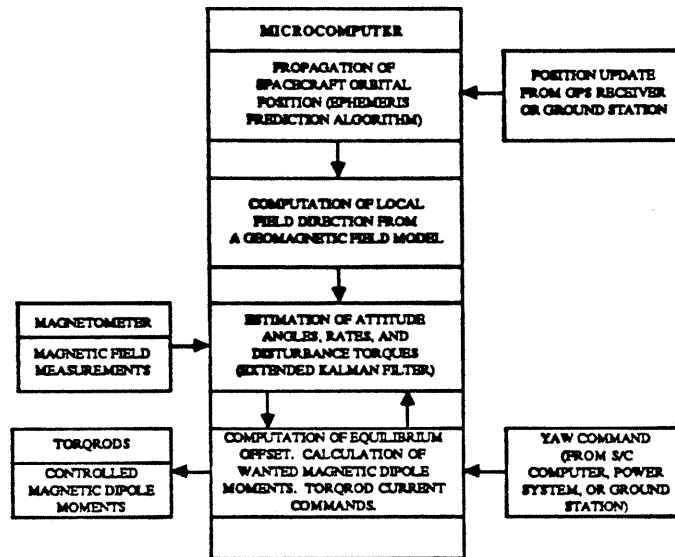 MICROCOMPUTER
PROPAGATION OF
SPACECRAFT ORBITAL
POSITION (EPHEMERIS
PREDICTION ALGORITHM)
POSITION UPDATE
FROM GPS RECEIVER
OR GROUND STATION
COMPUTATION OF LOCAL
FIELD DIRECTION FROM
A GEOMAGNETIC FIELD MODEL
MAGNETOMETER
MAGNETIC FIELD
MEASUREMENTS
ESTIMATION OF ATTITUDE
ANGLES, RATES, AND
DISTURBANCE TORQUES
(EXTENDED KALMAN FILTER)
TORQRODS
CONTROLLED
MAGNETIC DIPOLE
MOMENTS
COMPUTATION OF EQUILIBRIUM
OFFSET. CALCULATION OF
WANTED MAGNETIC DIPOLE
MOMENTS. TORQROD CURRENT
COMMANDS.
YAW COMMAND
(FROM S/C
COMPUTER, POWER
SYSTEM, OR GROUND
STATION)